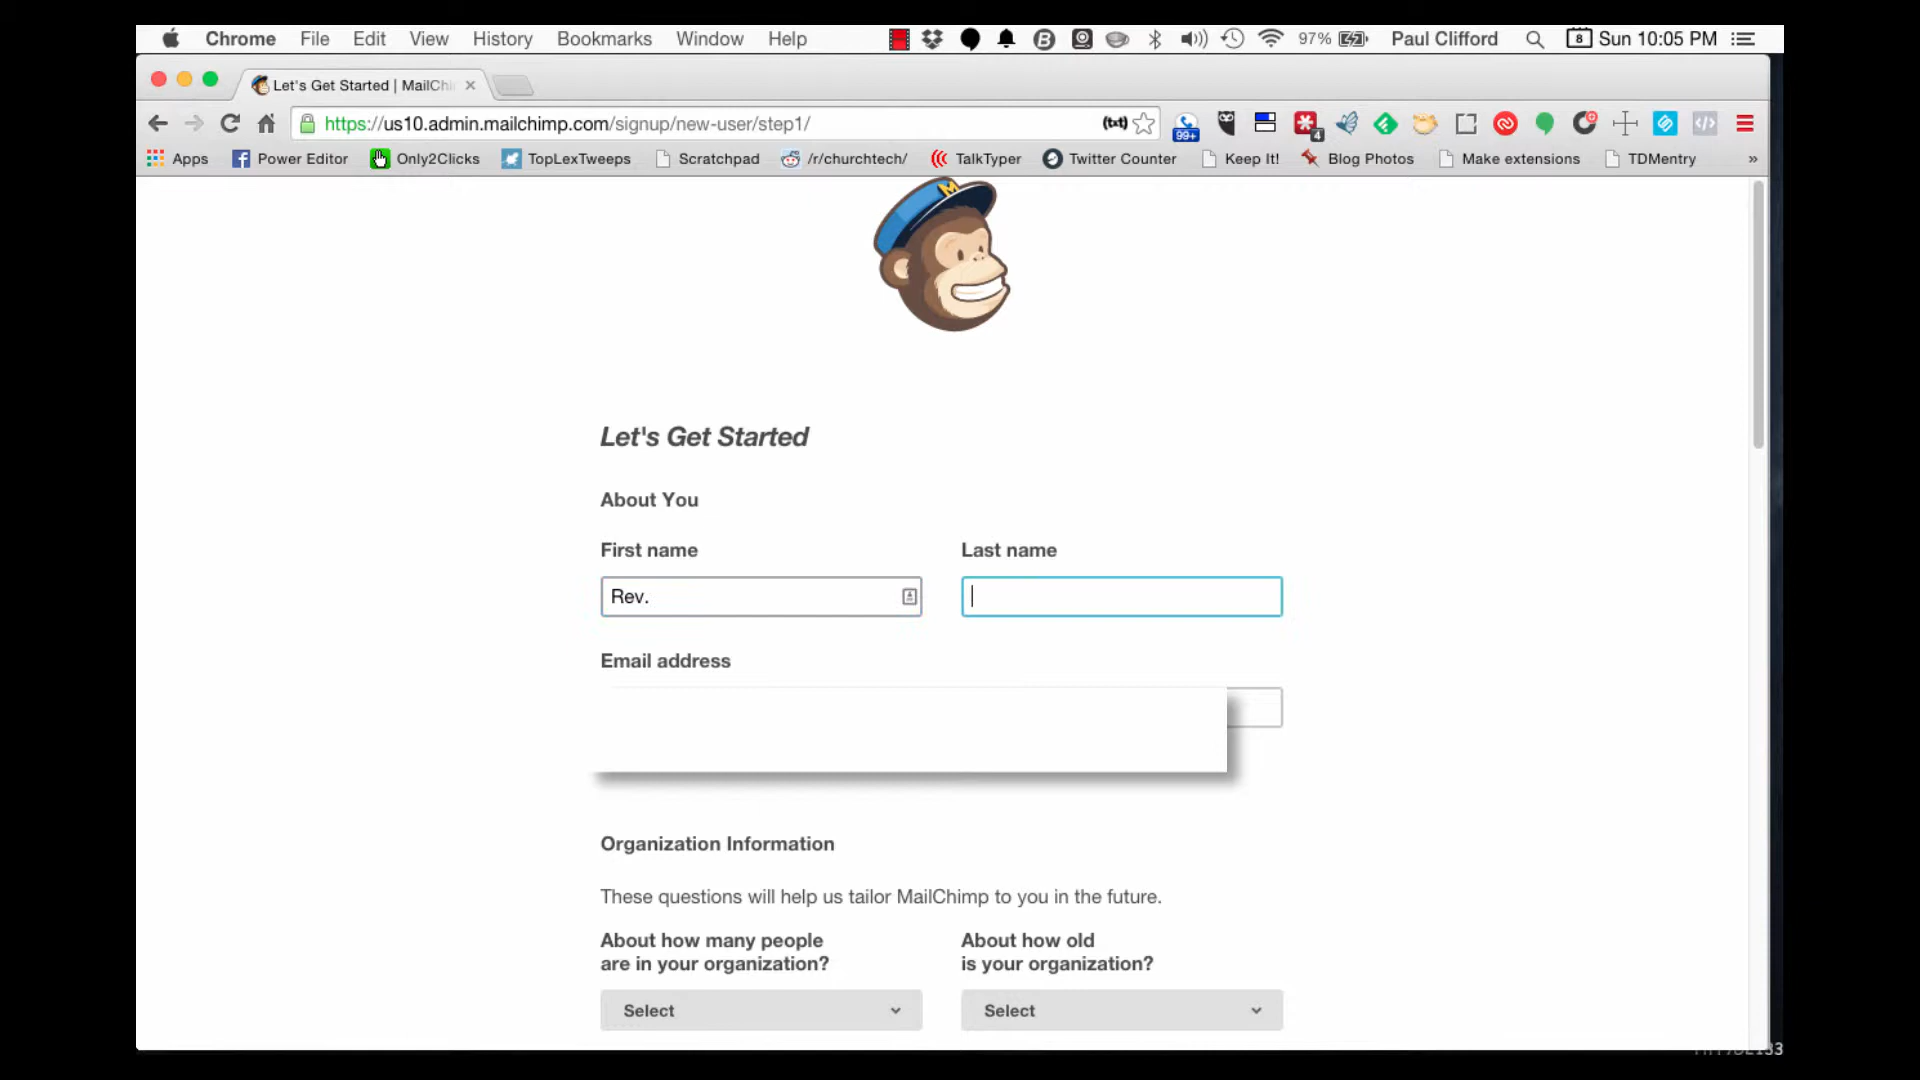 Chrome File Edit View History Bookmarks Window Help 97% Paul Clifford 8 Sun 10:05 PM
Let's Get Started | MailChi
https://us10.admin.mailchimp.com/signup/new-user/step1/ (txt) 99+ 4
Apps Power Editor Only2Clicks TopLexTweeps Scratchpad /r/churchtech/ TalkTyper Twitter Counter Keep It! Blog Photos Make extensions TDMentry »
Let's Get Started
About You
First name Last name
Rev.
Email address
Organization Information
These questions will help us tailor MailChimp to you in the future.
About how many people are in your organization?
About how old is your organization?
Select Select